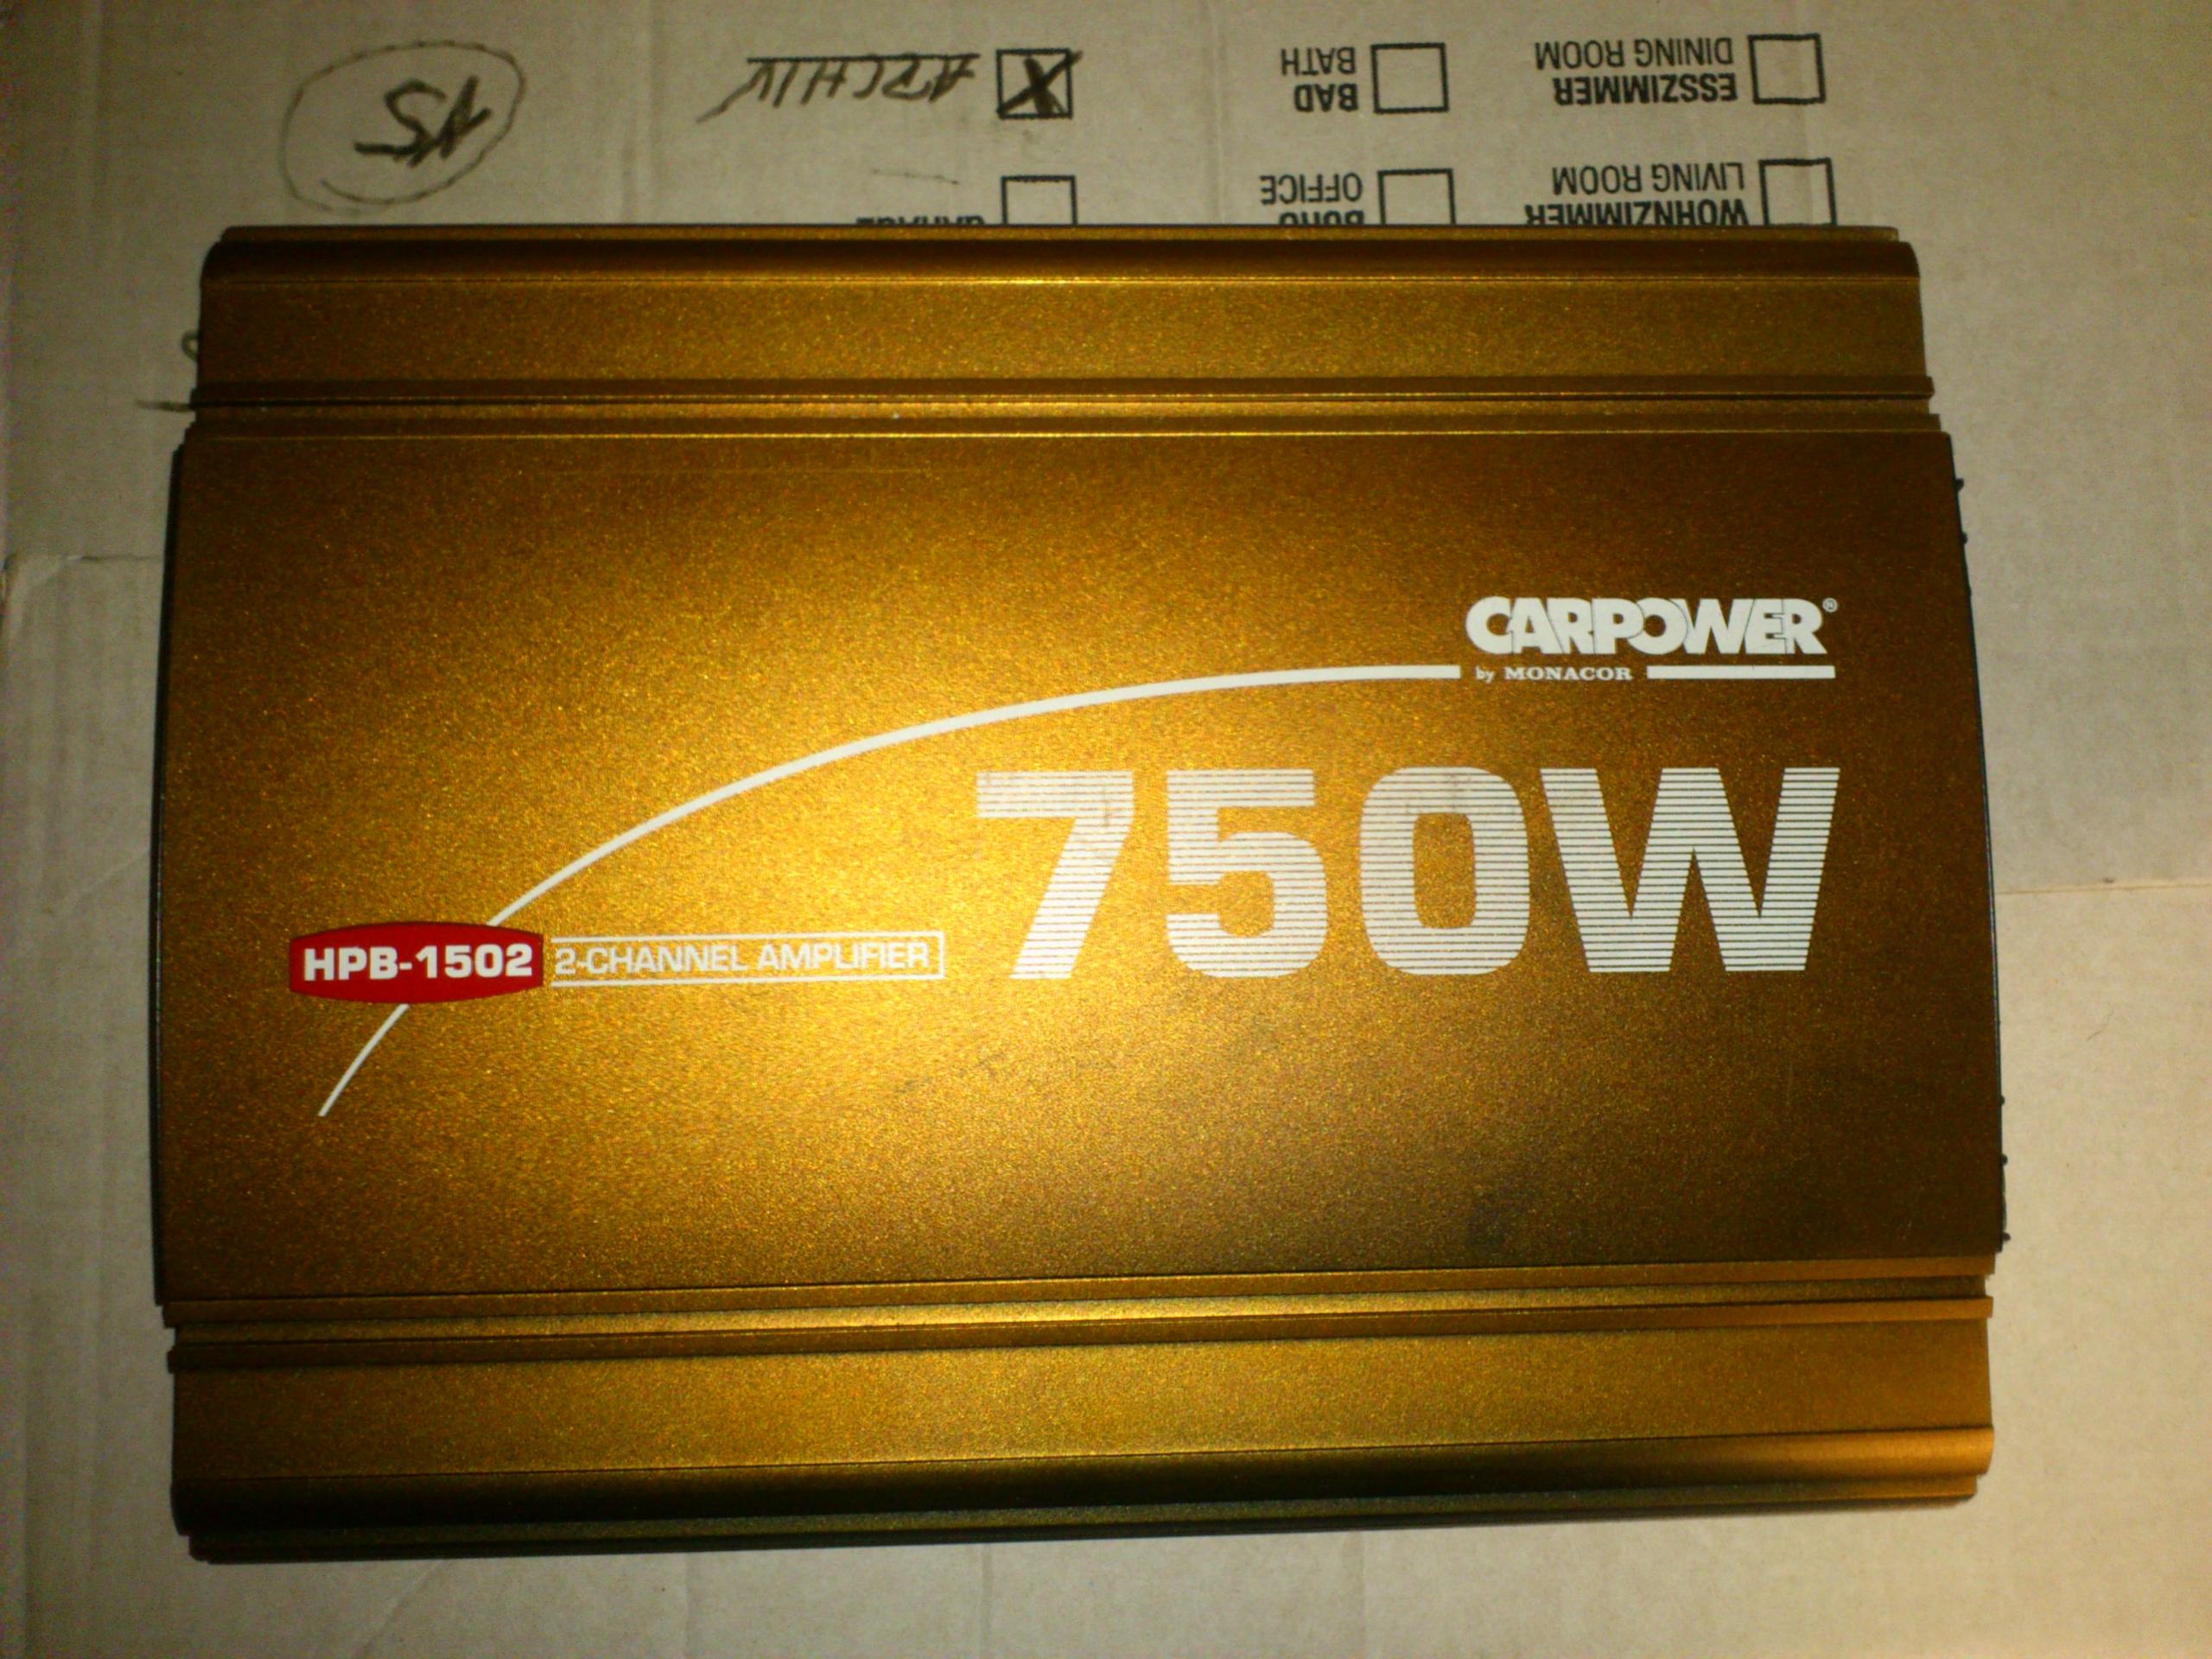 WOHNZIMMER
LIVING ROOM
BÜRO
OFFICE
ESSZIMMER
DINING ROOM
BAD
BATH
ARCHIV
CARPOWER®
by MONACOR
750W
HPB-1502 2-CHANNEL AMPLIFIER